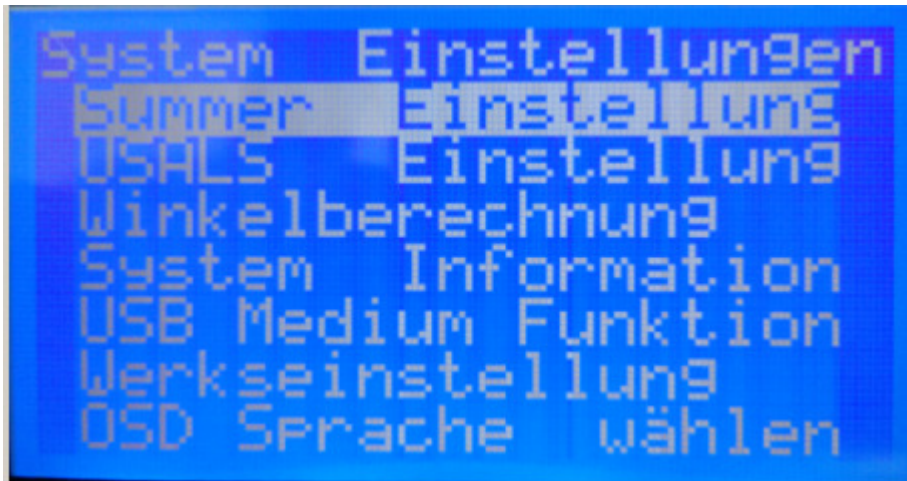 System Einstellungen
Summer Einstellung
USALS Einstellung
Winkelberechnung
System Information
USB Medium Funktion
Werkseinstellung
OSD Sprache wählen